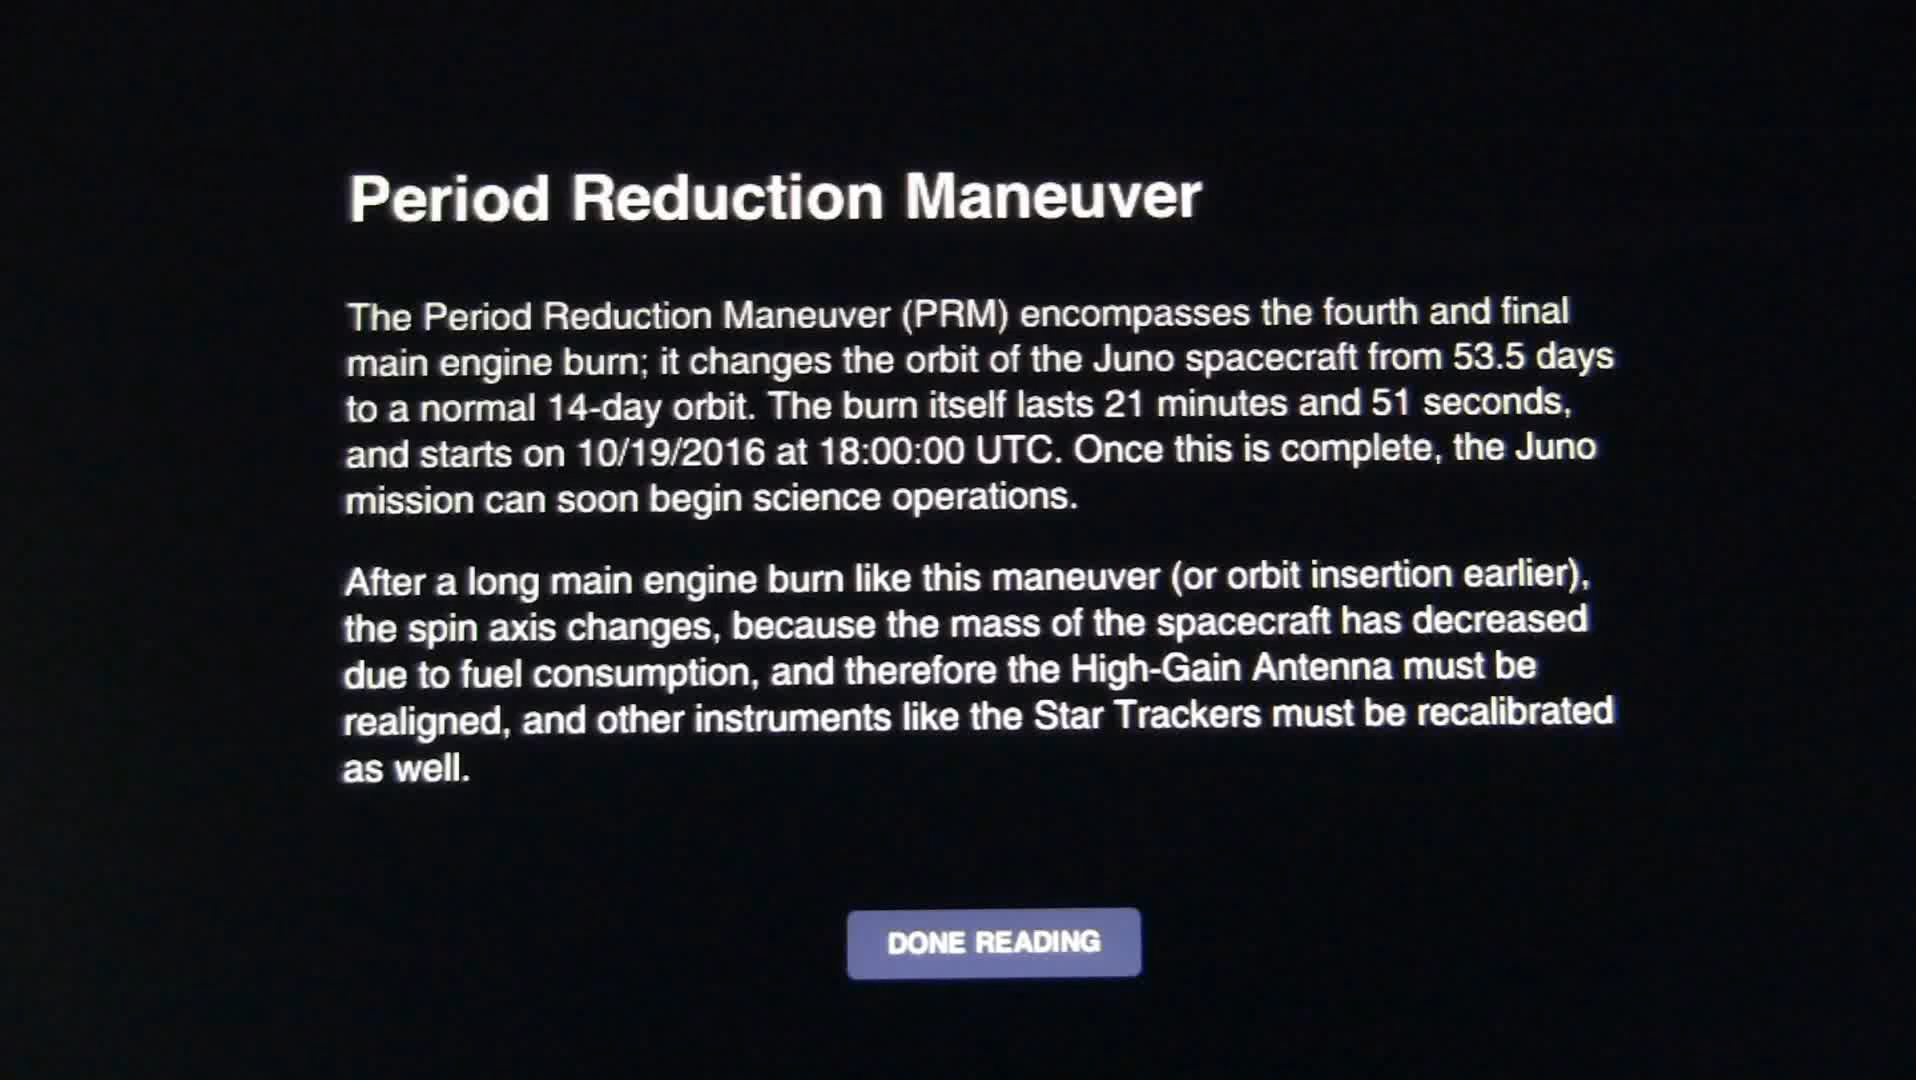 Period Reduction Maneuver
The Period Reduction Maneuver (PRM) encompasses the fourth and final
main engine burn; it changes the orbit of the Juno spacecraft from 53.5 days
to a normal 14-day orbit. The burn itself lasts 21 minutes and 51 seconds,
and starts on 10/19/2016 at 18:00:00 UTC. Once this is complete, the Juno
mission can soon begin science operations.
After a long main engine burn like this maneuver (or orbit insertion earlier),
the spin axis changes, because the mass of the spacecraft has decreased
due to fuel consumption, and therefore the High-Gain Antenna must be
realigned, and other instruments like the Star Trackers must be recalibrated
as well.
DONE READING